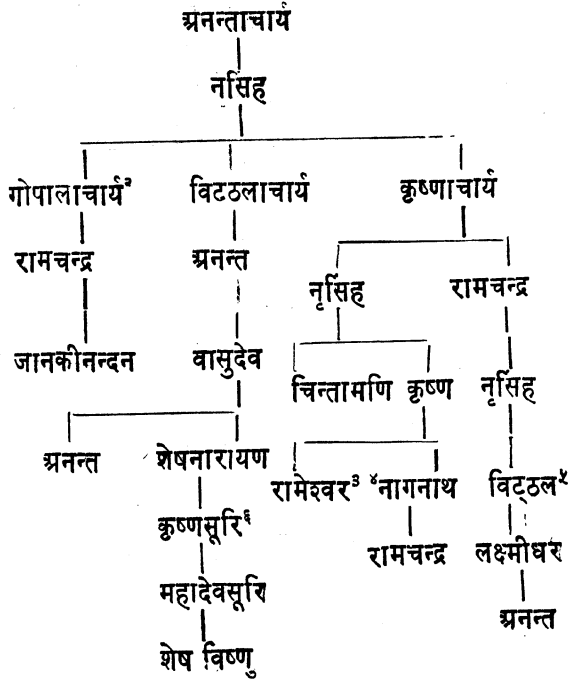 अनन्ताचार्य
नसिंह
गोपालाचार्य² विटठलाचार्य कृष्णाचार्य
रामचन्द्र अनन्त
नृसिंह रामचन्द्र
जानकीनन्दन वासुदेव
चिन्तामणि कृष्ण नृसिंह
अनन्त शेषनारायण
रामेश्वर³ ⁴नागनाथ विट्ठल⁵
कृष्णसूरि⁶
रामचन्द्र लक्ष्मीधर
महादेवसूरि
अनन्त
शेष विष्णु